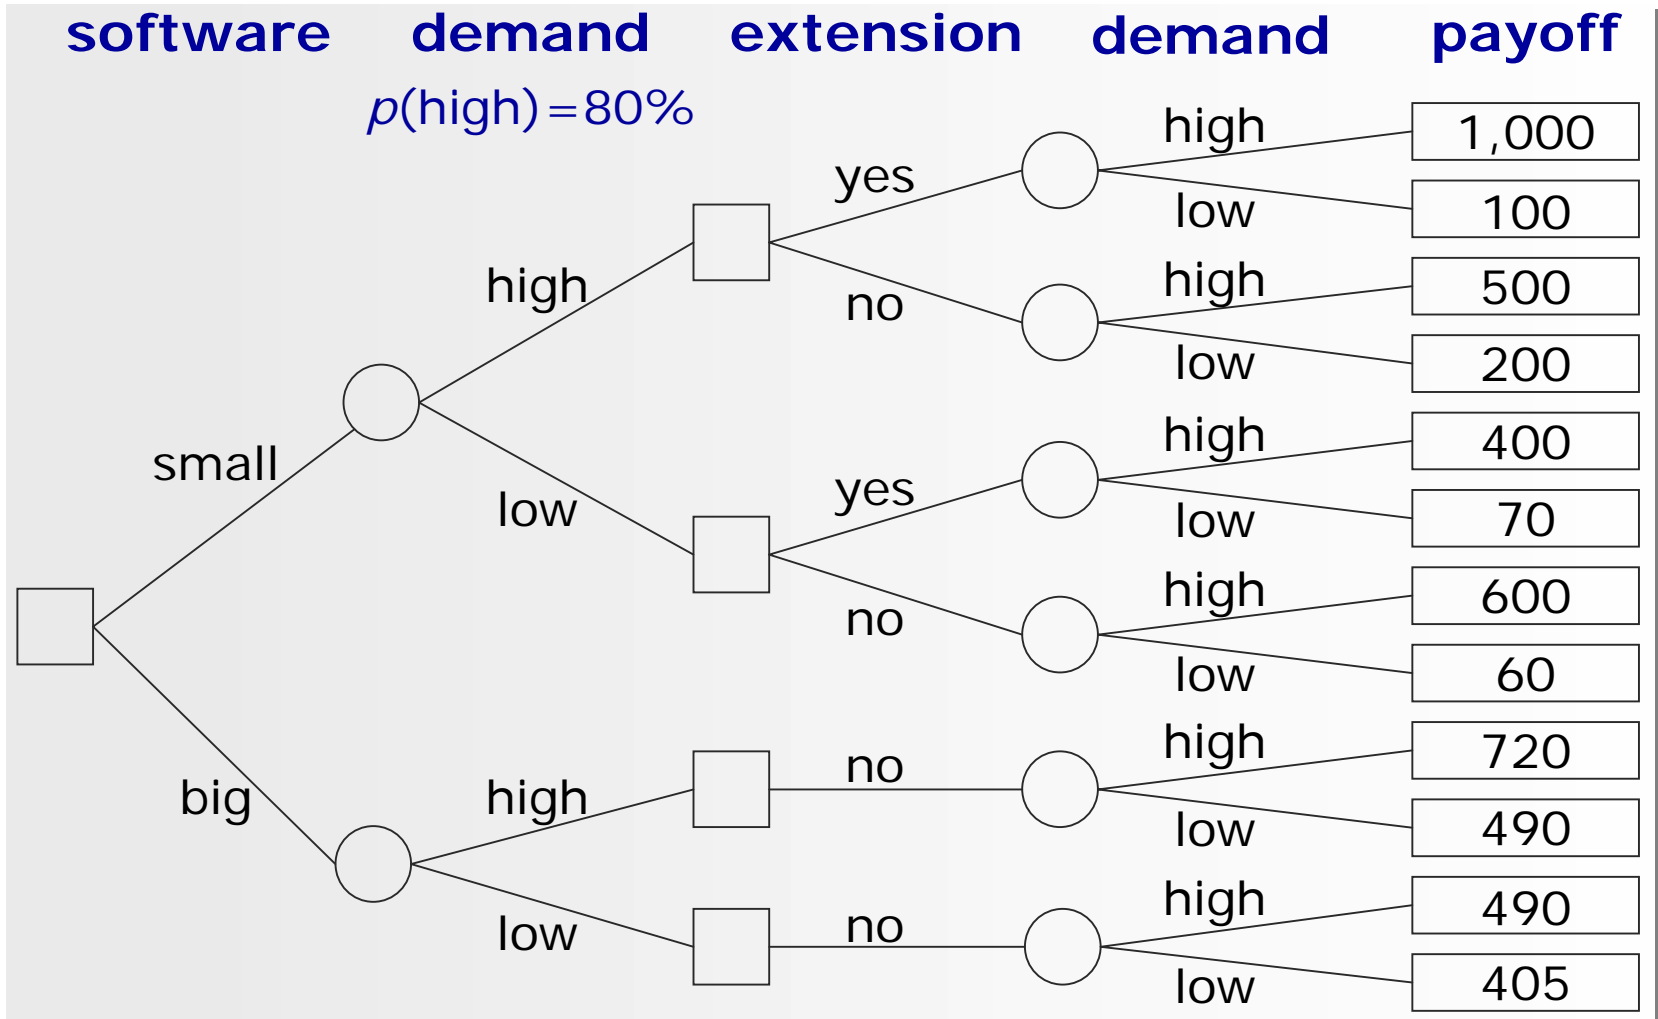 software demand extension demand payoff
p(high)=80%
high 1,000
yes
low 100
high
high 500
no
low 200
small
high 400
yes
low
low 70
high 600
no
low 60
high 720
no
big
high
low 490
high 490
no
low
low 405